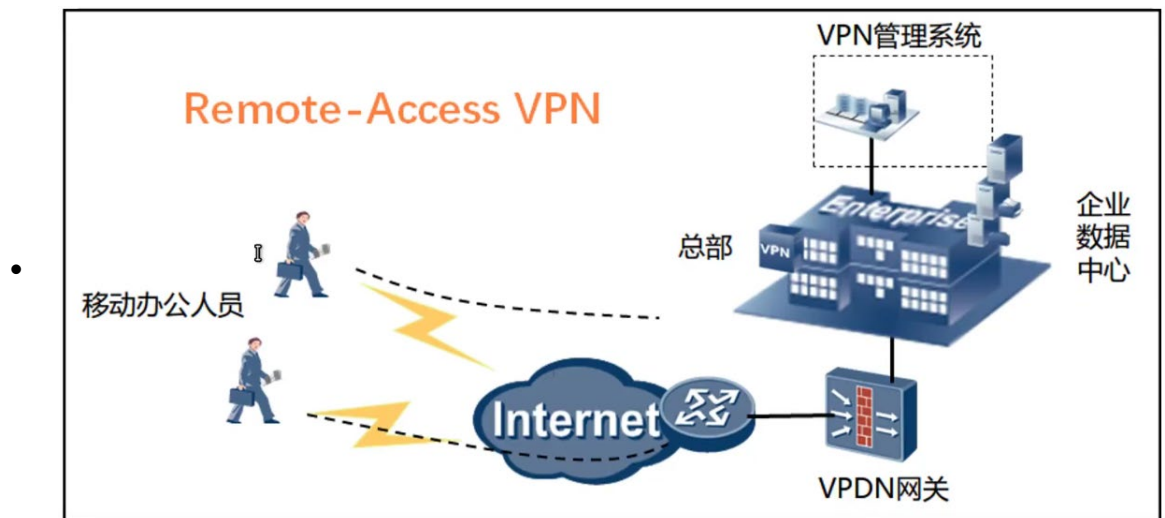 VPN管理系统
Remote-Access VPN
Enterprise
企业
数据
中心
总部
VPN
移动办公人员
Internet
VPDN网关